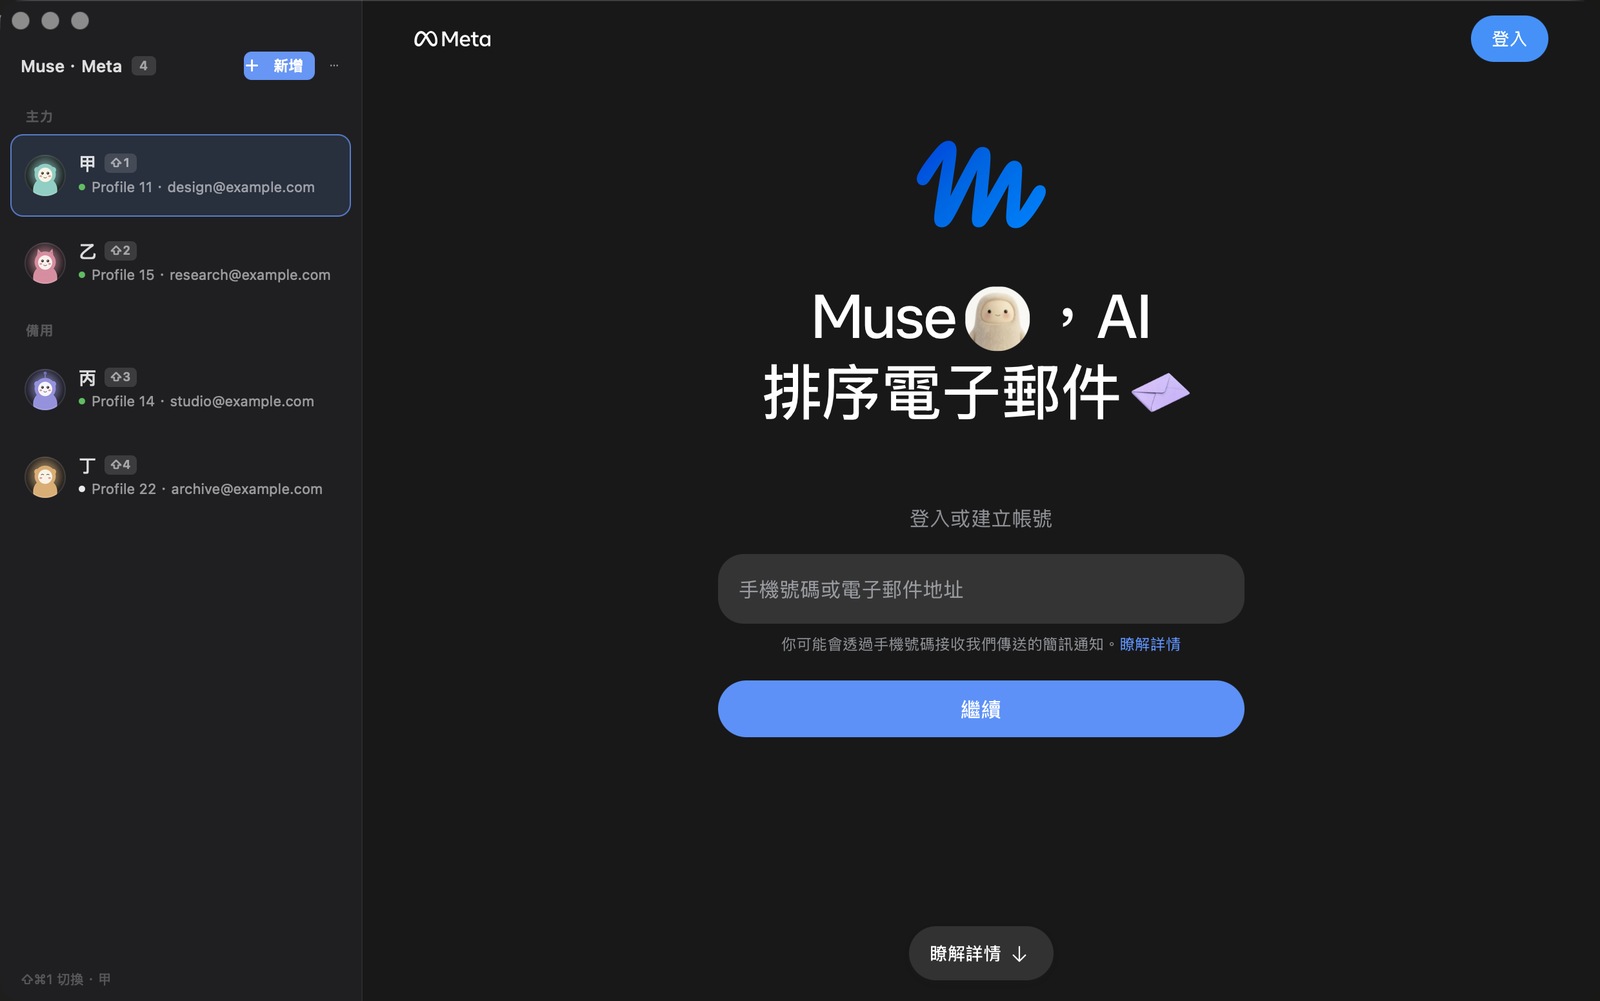 Muse · Meta 4
+ 新增 ···
主力
甲 ⇧1
Profile 11 · design@example.com
乙 ⇧2
Profile 15 · research@example.com
備用
丙 ⇧3
Profile 14 · studio@example.com
丁 ⇧4
Profile 22 · archive@example.com
⇧⌘1 切換 · 甲
Meta
登入
Muse，AI
排序電子郵件
登入或建立帳號
手機號碼或電子郵件地址
你可能會透過手機號碼接收我們傳送的簡訊通知。瞭解詳情
繼續
瞭解詳情 ↓